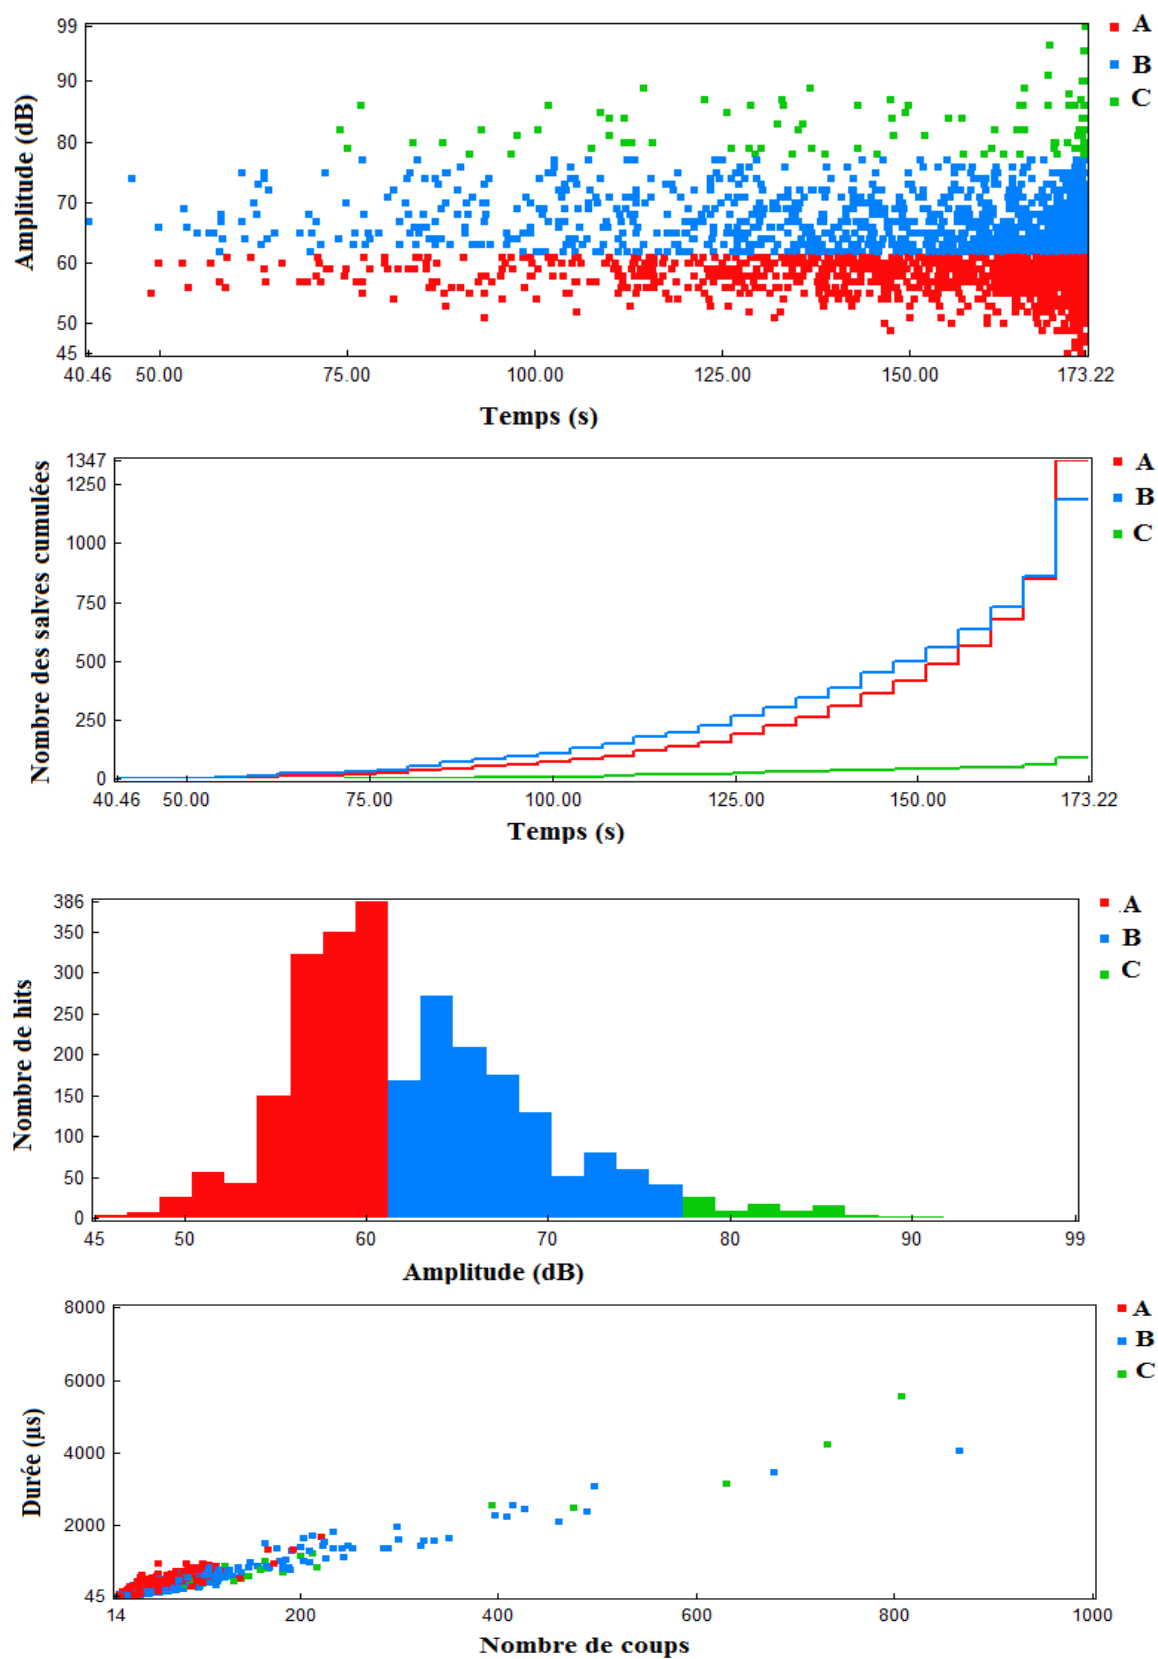 99
90
80
70
60
50
45
Amplitude (dB)
40.46 50.00 75.00 100.00 125.00 150.00 173.22
Temps (s)
A
B
C
1347
1250
1000
750
500
250
0
Nombre des salves cumulées
40.46 50.00 75.00 100.00 125.00 150.00 173.22
Temps (s)
A
B
C
386
350
300
250
200
150
100
50
0
Nombre de hits
45 50 60 70 80 90 99
Amplitude (dB)
.A
B
C
8000
6000
4000
2000
45
Durée (µs)
14 200 400 600 800 1000
Nombre de coups
A
B
C